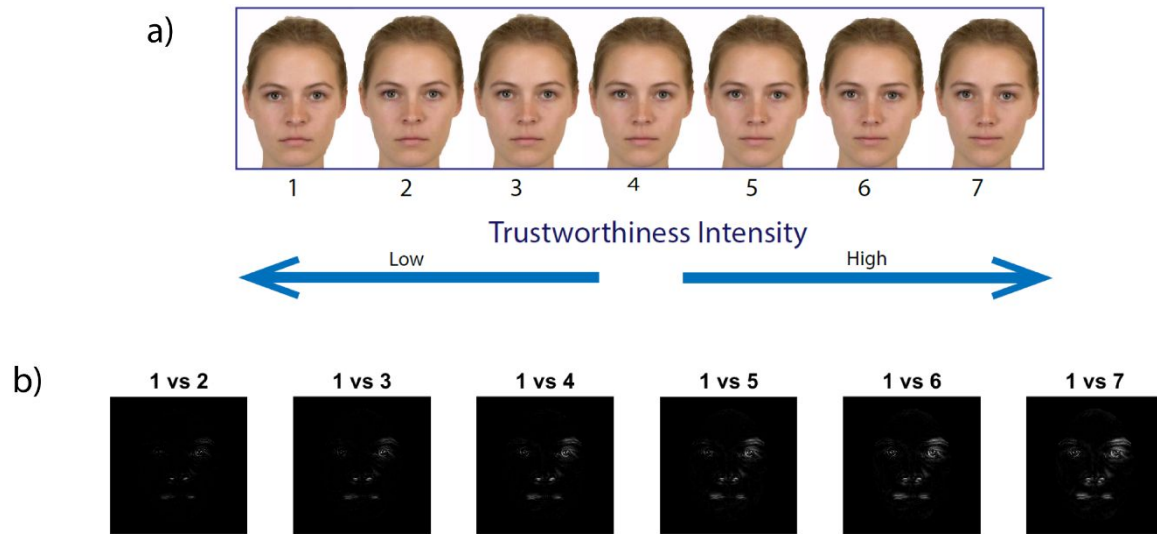 a)
1 2 3 4 5 6 7
Trustworthiness Intensity
Low High
b)
1 vs 2 1 vs 3 1 vs 4 1 vs 5 1 vs 6 1 vs 7